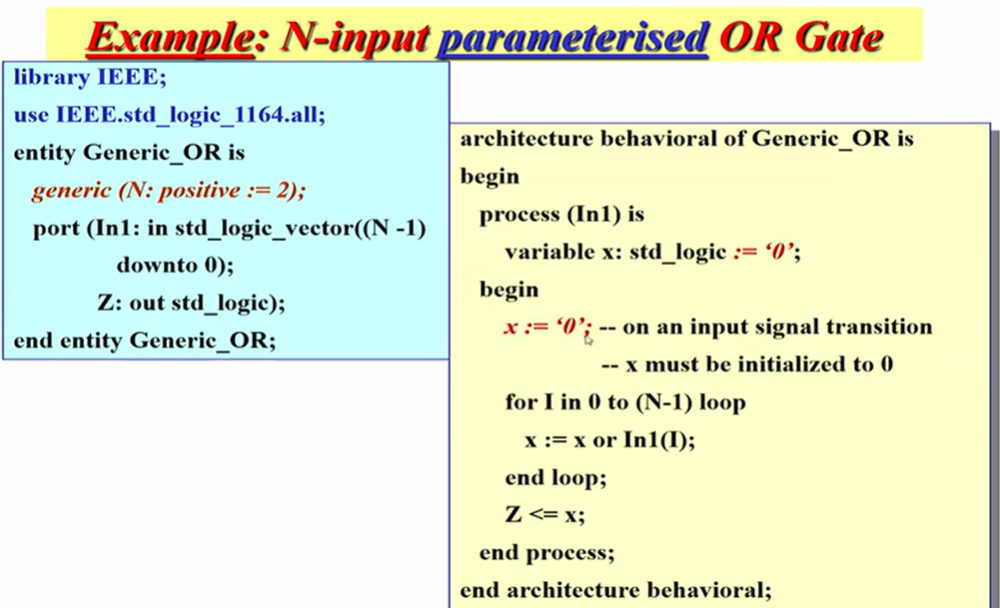 Example: N-input parameterised OR Gate
library IEEE;
use IEEE.std_logic_1164.all;
entity Generic_OR is
generic (N: positive := 2);
port (In1: in std_logic_vector((N -1)
downto 0);
Z: out std_logic);
end entity Generic_OR;
architecture behavioral of Generic_OR is
begin
process (In1) is
variable x: std_logic := ‘0’;
begin
x := ‘0’; -- on an input signal transition
-- x must be initialized to 0
for I in 0 to (N-1) loop
x := x or In1(I);
end loop;
Z <= x;
end process;
end architecture behavioral;